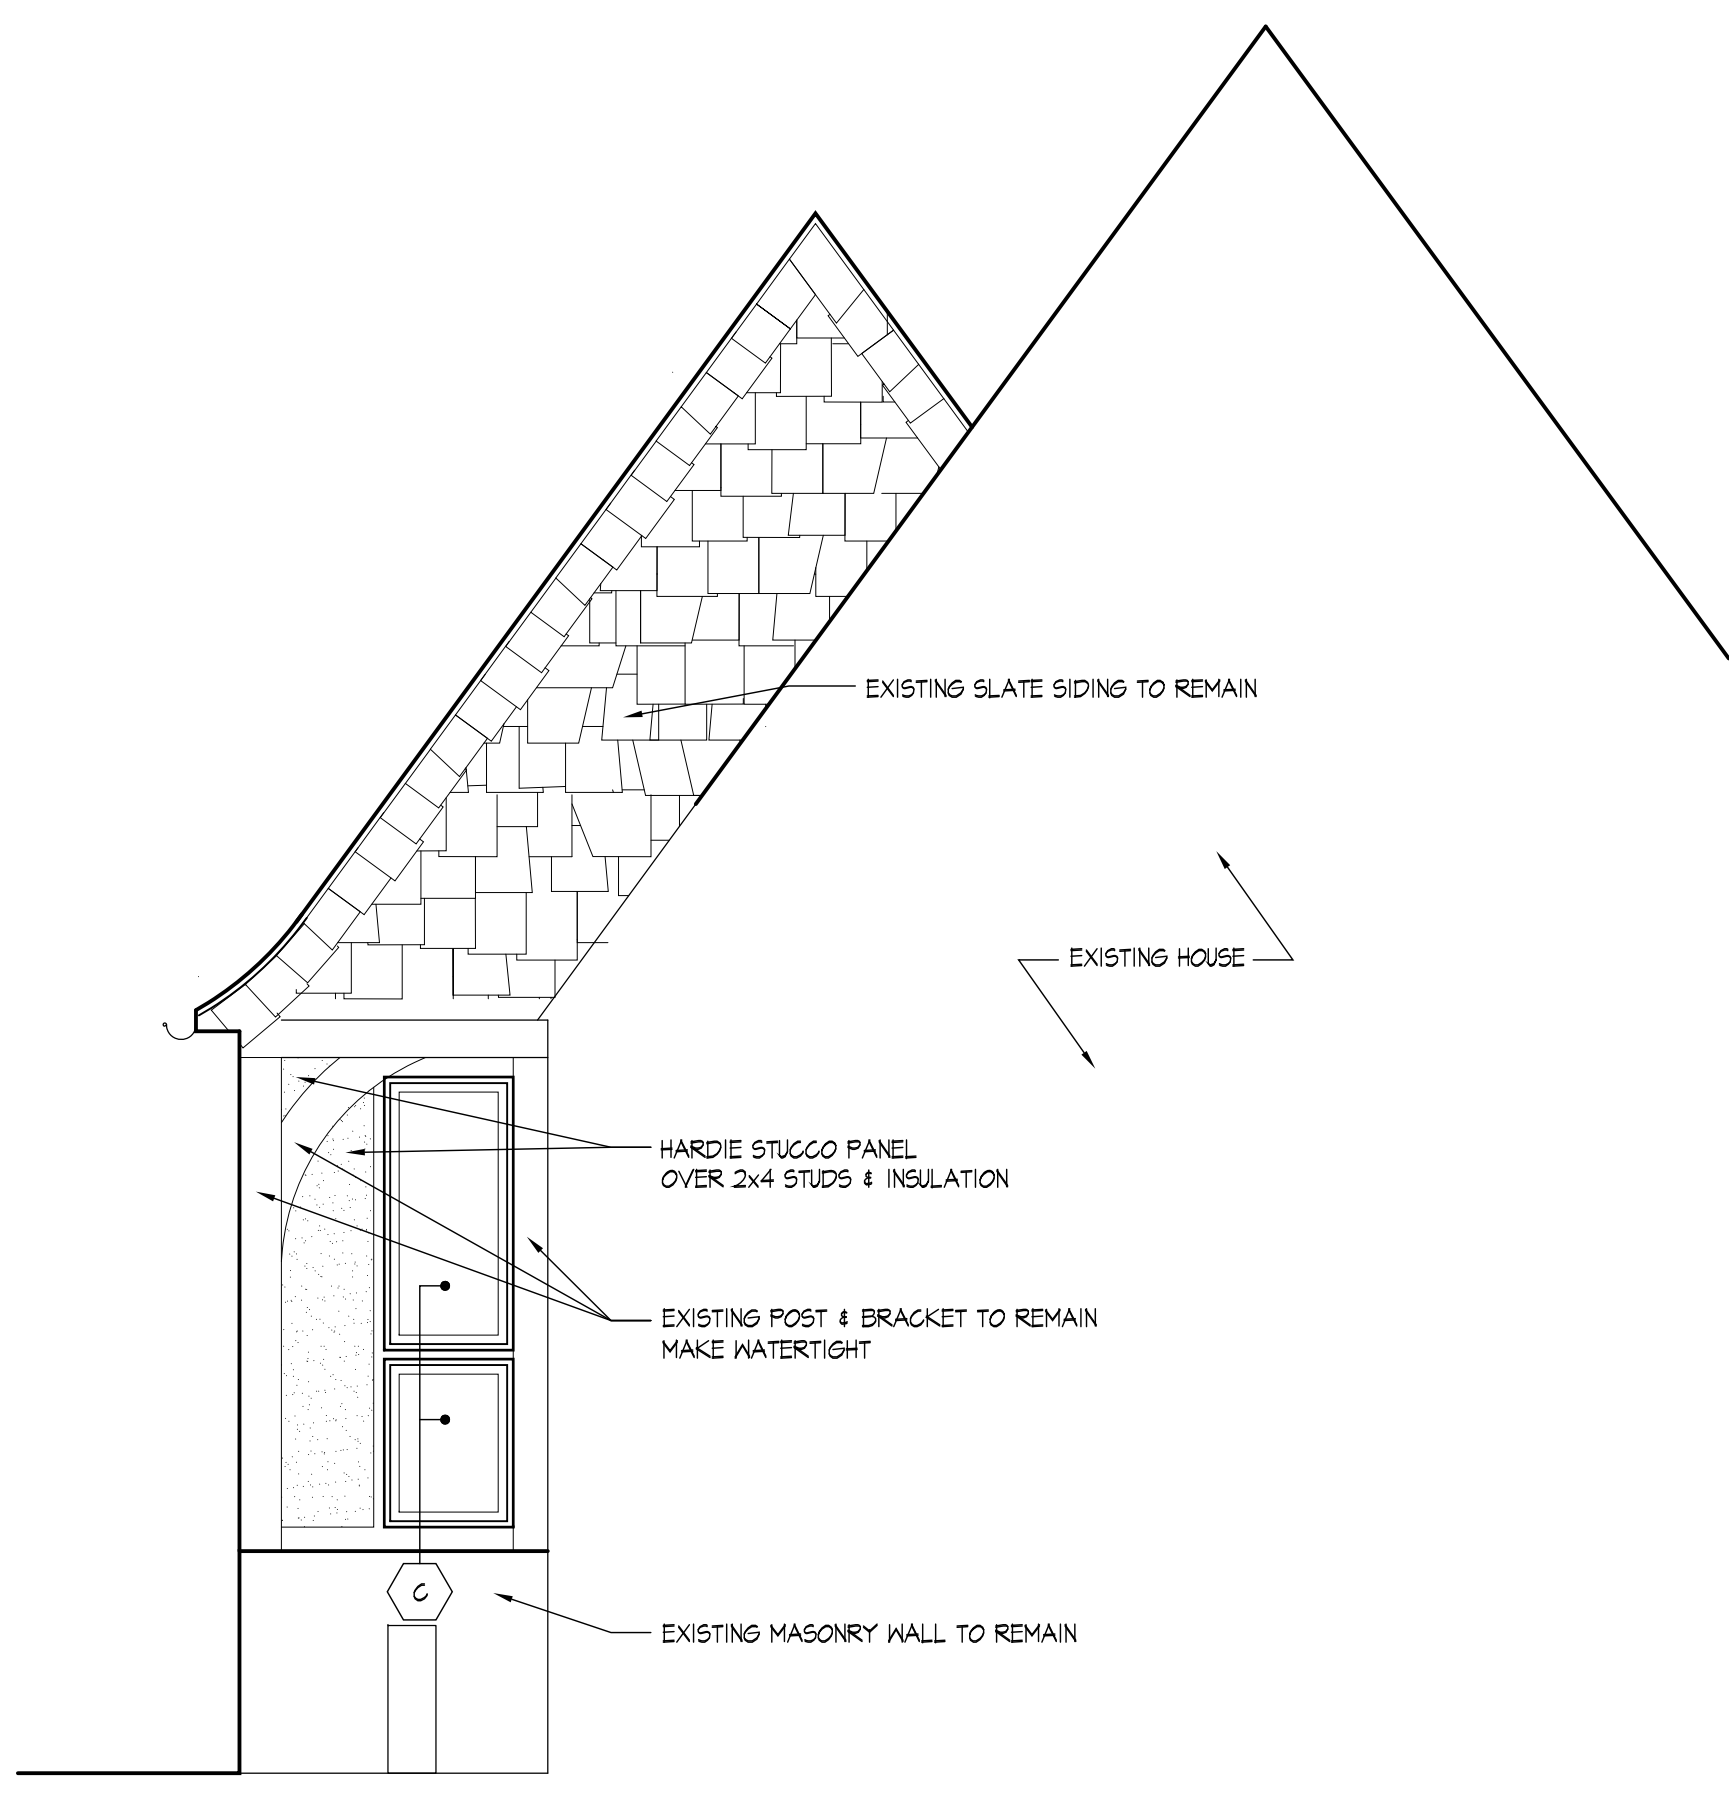 EXISTING SLATE SIDING TO REMAIN
EXISTING HOUSE
HARDIE STUCCO PANEL
OVER 2x4 STUDS & INSULATION
EXISTING POST & BRACKET TO REMAIN
MAKE WATERTIGHT
C
EXISTING MASONRY WALL TO REMAIN